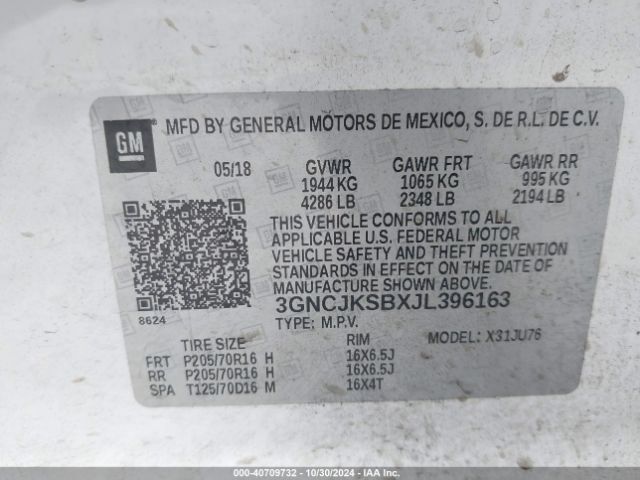 GM
MFD BY GENERAL MOTORS DE MEXICO, S. DE R.L. DE C.V.
05/18 GVWR GAWR FRT GAWR RR
1944 KG 1065 KG 995 KG
4286 LB 2348 LB 2194 LB
THIS VEHICLE CONFORMS TO ALL
APPLICABLE U.S. FEDERAL MOTOR
VEHICLE SAFETY AND THEFT PREVENTION
STANDARDS IN EFFECT ON THE DATE OF
MANUFACTURE SHOWN ABOVE.
3GNCJKSBXJL396163
8624
TYPE: M.P.V.
TIRE SIZE RIM MODEL: X31JU76
FRT P205/70R16 H 16X6.5J
RR P205/70R16 H 16X6.5J
SPA T125/70D16 M 16X4T
000-40709732 - 10/30/2024 - IAA Inc.